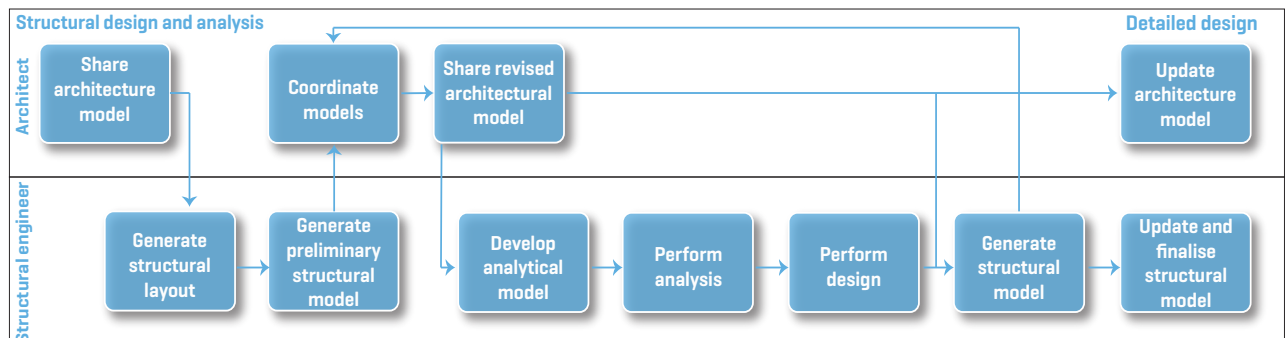 Structural design and analysis
Detailed design
Architect
Share
architecture
model
Coordinate
models
Share revised
architectural
model
Update
architecture
model
Structural engineer
Generate
structural
layout
Generate
preliminary
structural
model
Develop
analytical
model
Perform
analysis
Perform
design
Generate
structural
model
Update and
finalise
structural
model